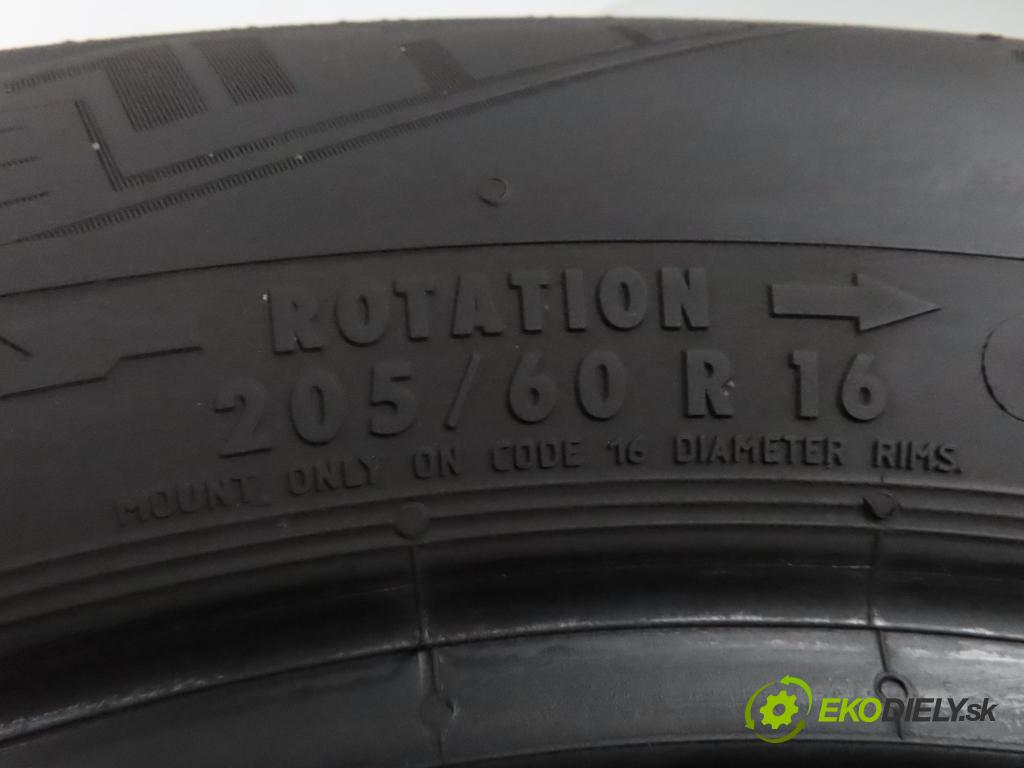 ROTATION
205/60 R 16
MOUNT ONLY ON CODE 16 DIAMETER RIMS.
EKODIELY.sk